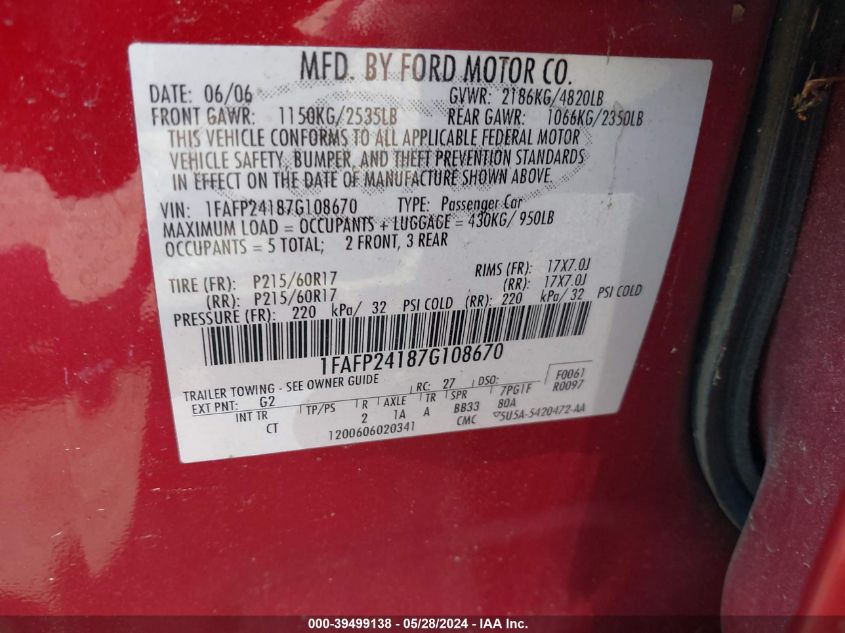 MFD. BY FORD MOTOR CO.
DATE: 06/06 GVWR: 2186KG/4820LB
FRONT GAWR: 1150KG/2535LB REAR GAWR: 1066KG/2350LB
THIS VEHICLE CONFORMS TO ALL APPLICABLE FEDERAL MOTOR
VEHICLE SAFETY, BUMPER, AND THEFT PREVENTION STANDARDS
IN EFFECT ON THE DATE OF MANUFACTURE SHOWN ABOVE.
VIN: 1FAFP24187G108670 TYPE: Passenger Car
MAXIMUM LOAD = OCCUPANTS + LUGGAGE = 430KG/ 950LB
OCCUPANTS = 5 TOTAL; 2 FRONT, 3 REAR
TIRE (FR): P215/60R17 RIMS (FR): 17X7.0J
(RR): P215/60R17 (RR): 17X7.0J
PRESSURE (FR): 220 kPa/ 32 PSI COLD (RR): 220 kPa/ 32 PSI COLD
1FAFP24187G108670
TRAILER TOWING - SEE OWNER GUIDE
EXT PNT: G2 RC: 27 DSO: F0061
R0097
INT TR TP/PS R AXLE TR SPR 7PG1F
CT 2 1A A BB33 80A
1200606020341 CMC ▽5U5A-5420472-AA
000-39499138 - 05/28/2024 - IAA Inc.